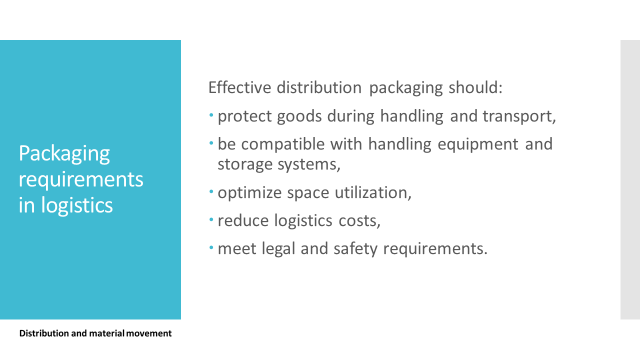 Packaging
requirements
in logistics
Effective distribution packaging should:
▪ protect goods during handling and transport,
▪ be compatible with handling equipment and
storage systems,
▪ optimize space utilization,
▪ reduce logistics costs,
▪ meet legal and safety requirements.
Distribution and material movement